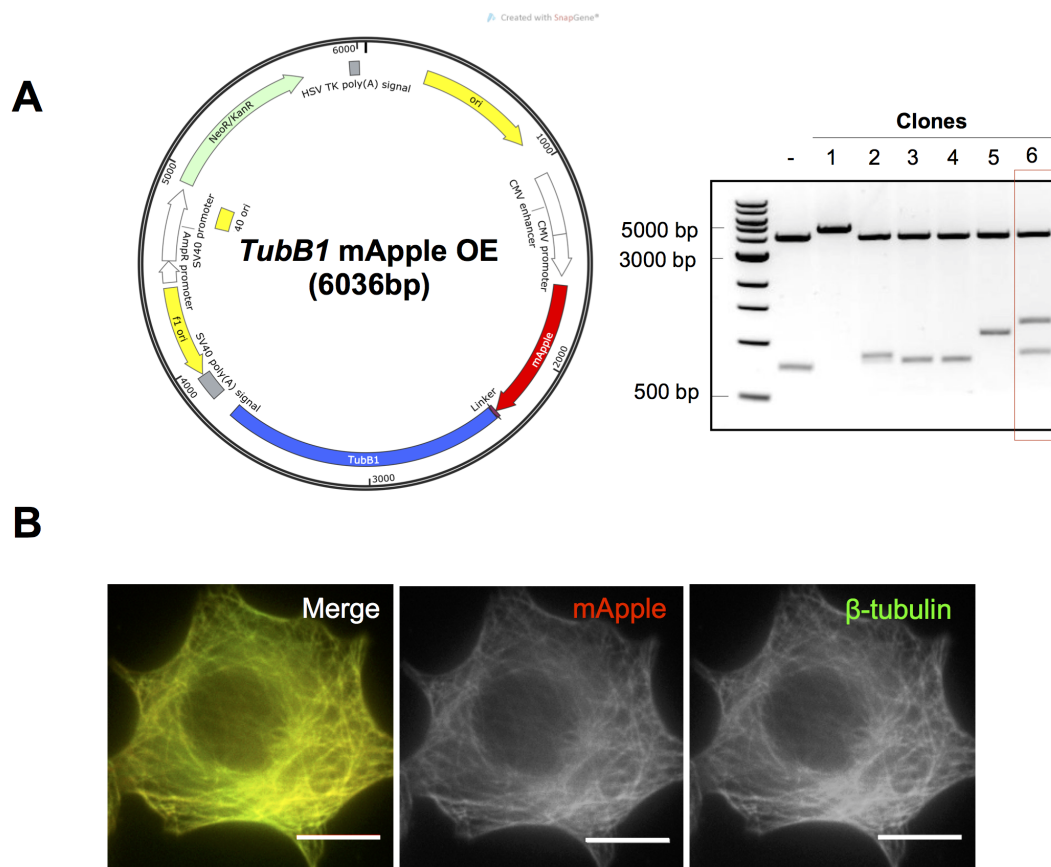 Created with SnapGene®
A
6000
HSV TK poly(A) signal
ori
1000
NeoR/KanR
5000
CMV enhancer
CMV promoter
SV40 promoter
40 ori
AmpR promoter
TubB1 mApple OE
(6036bp)
f1 ori
SV40 poly(A) signal
4000
mApple
2000
Linker
TubB1
3000
Clones
- 1 2 3 4 5 6
5000 bp
3000 bp
500 bp
B
Merge
mApple
β-tubulin